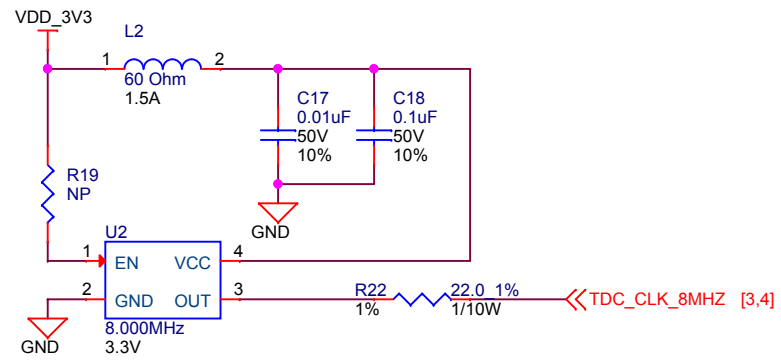 VDD_3V3
L2
1 2
60 Ohm
1.5A
C17 C18
0.01uF 0.1uF
50V 50V
10% 10%
R19
NP
GND
U2
1 EN VCC 4
2 GND OUT 3
R22 22.0_1%
1% 1/10W
TDC_CLK_8MHZ [3,4]
8.000MHz
GND 3.3V